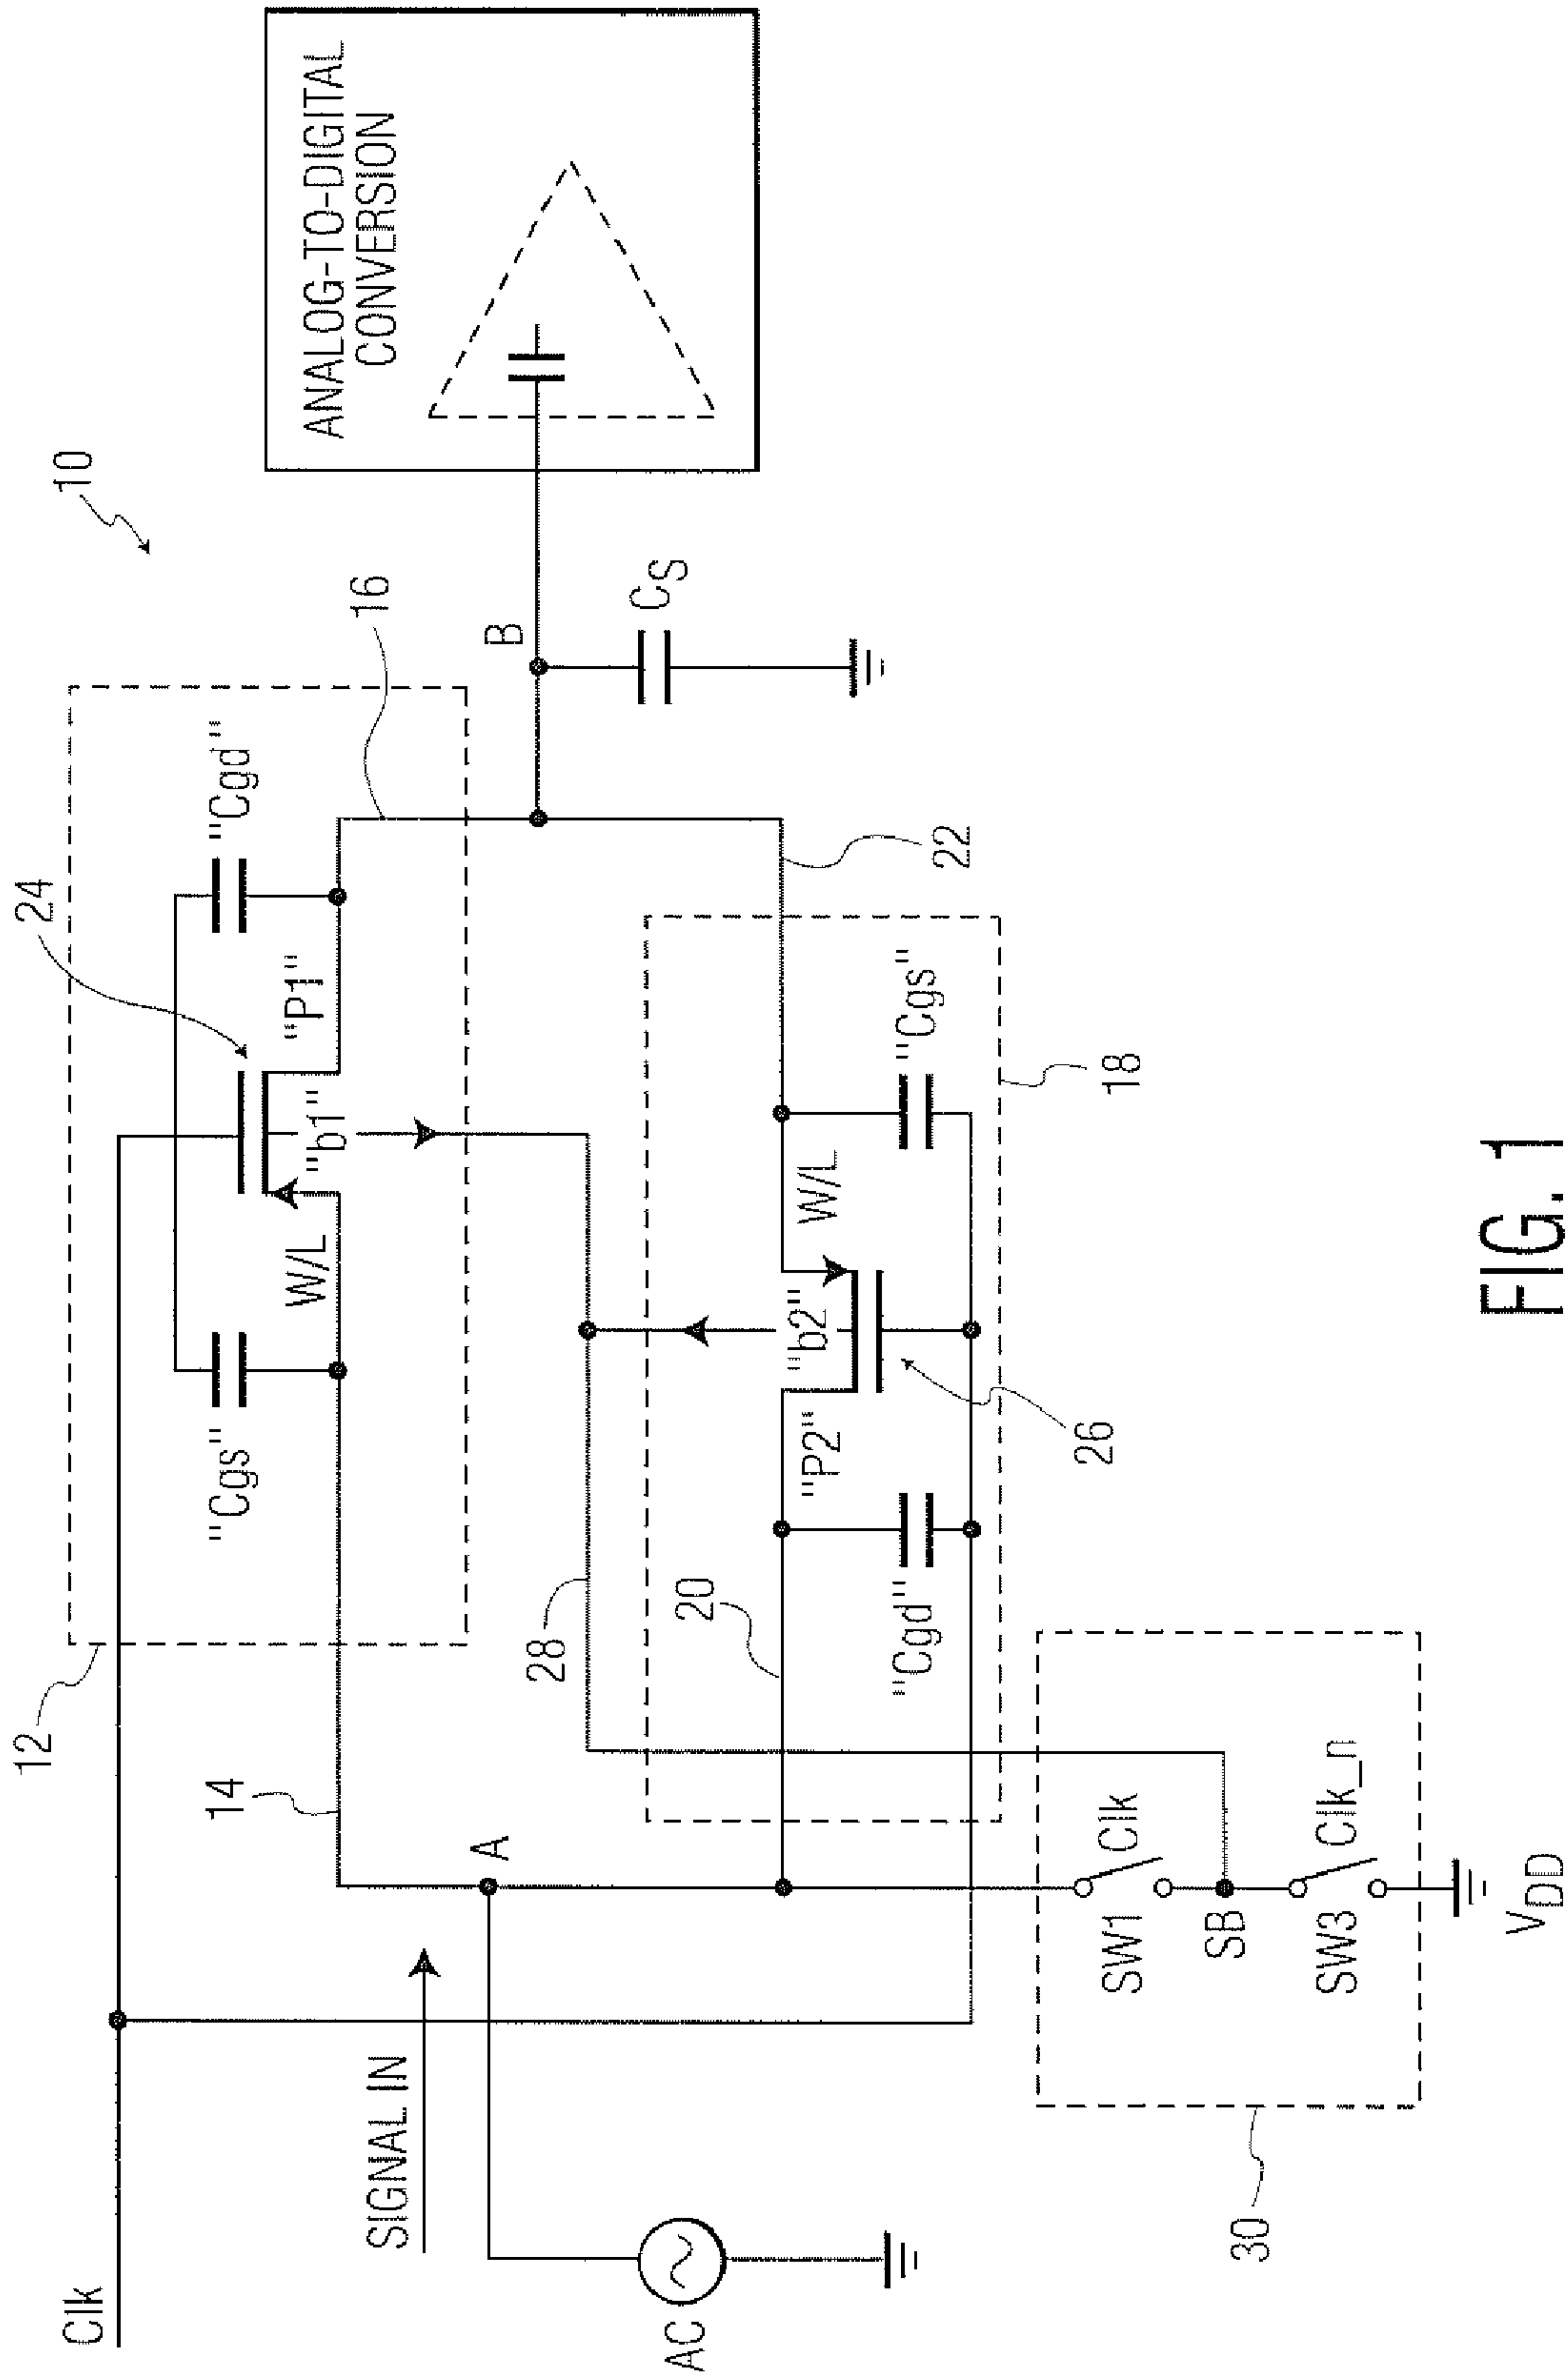 Clk
12
24
10
"Cgs"
"Cgd"
14
W/L
"b1"
"P1"
16
ANALOG-TO-DIGITAL
CONVERSION
SIGNAL IN
A
B
28
CS
AC
20
"P2"
"b2"
W/L
22
"Cgd"
"Cgs"
26
18
SW1
Clk
SB
30
SW3
Clk_n
VDD
FIG. 1